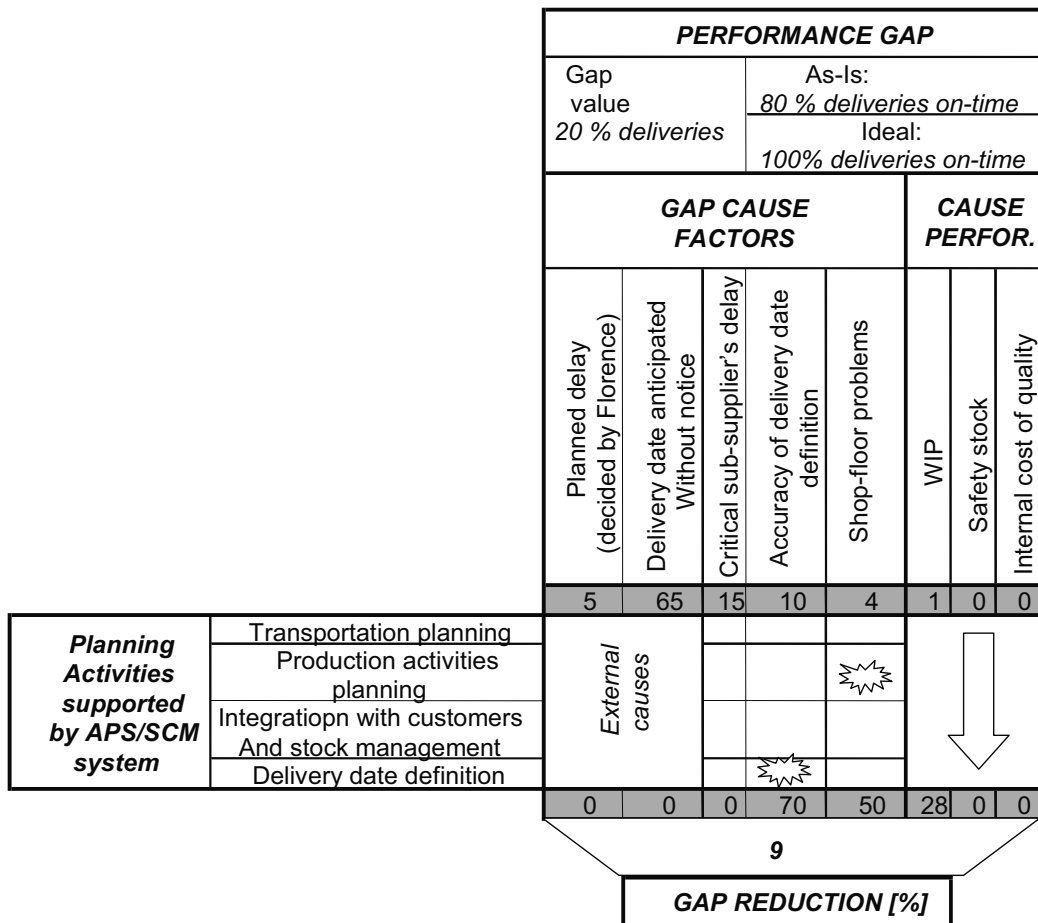 PERFORMANCE GAP
Gap
value
20 % deliveries
As-Is:
80 % deliveries on-time
Ideal:
100% deliveries on-time
GAP CAUSE
FACTORS
CAUSE
PERFOR.
Planned delay
(decided by Florence)
Delivery date anticipated
Without notice
Critical sub-supplier's delay
Accuracy of delivery date
definition
Shop-floor problems
WIP
Safety stock
Internal cost of quality
5 65 15 10 4 1 0 0
Planning
Activities
supported
by APS/SCM
system
Transportation planning
Production activities
planning
Integratiopn with customers
And stock management
Delivery date definition
External
causes
0 0 0 70 50 28 0 0
9
GAP REDUCTION [%]